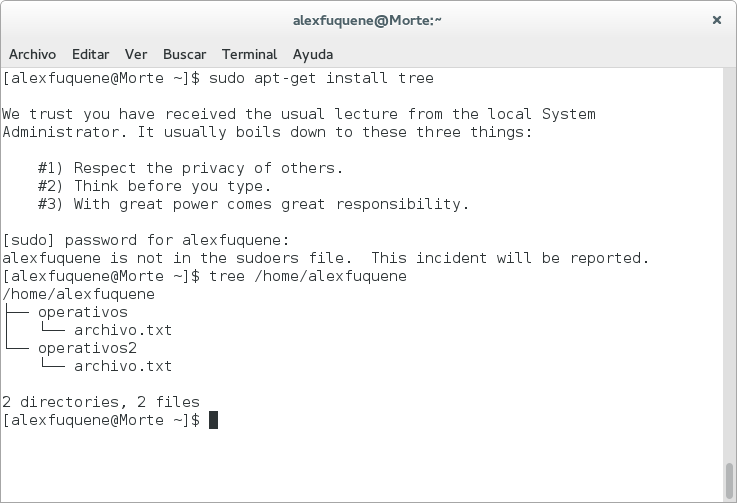 alexfuquene@Morte:~
Archivo Editar Ver Buscar Terminal Ayuda
[alexfuquene@Morte ~]$ sudo apt-get install tree
We trust you have received the usual lecture from the local System
Administrator. It usually boils down to these three things:
#1) Respect the privacy of others.
#2) Think before you type.
#3) With great power comes great responsibility.
[sudo] password for alexfuquene:
alexfuquene is not in the sudoers file.  This incident will be reported.
[alexfuquene@Morte ~]$ tree /home/alexfuquene
/home/alexfuquene
├── operativos
│   └── archivo.txt
└── operativos2
    └── archivo.txt
2 directories, 2 files
[alexfuquene@Morte ~]$